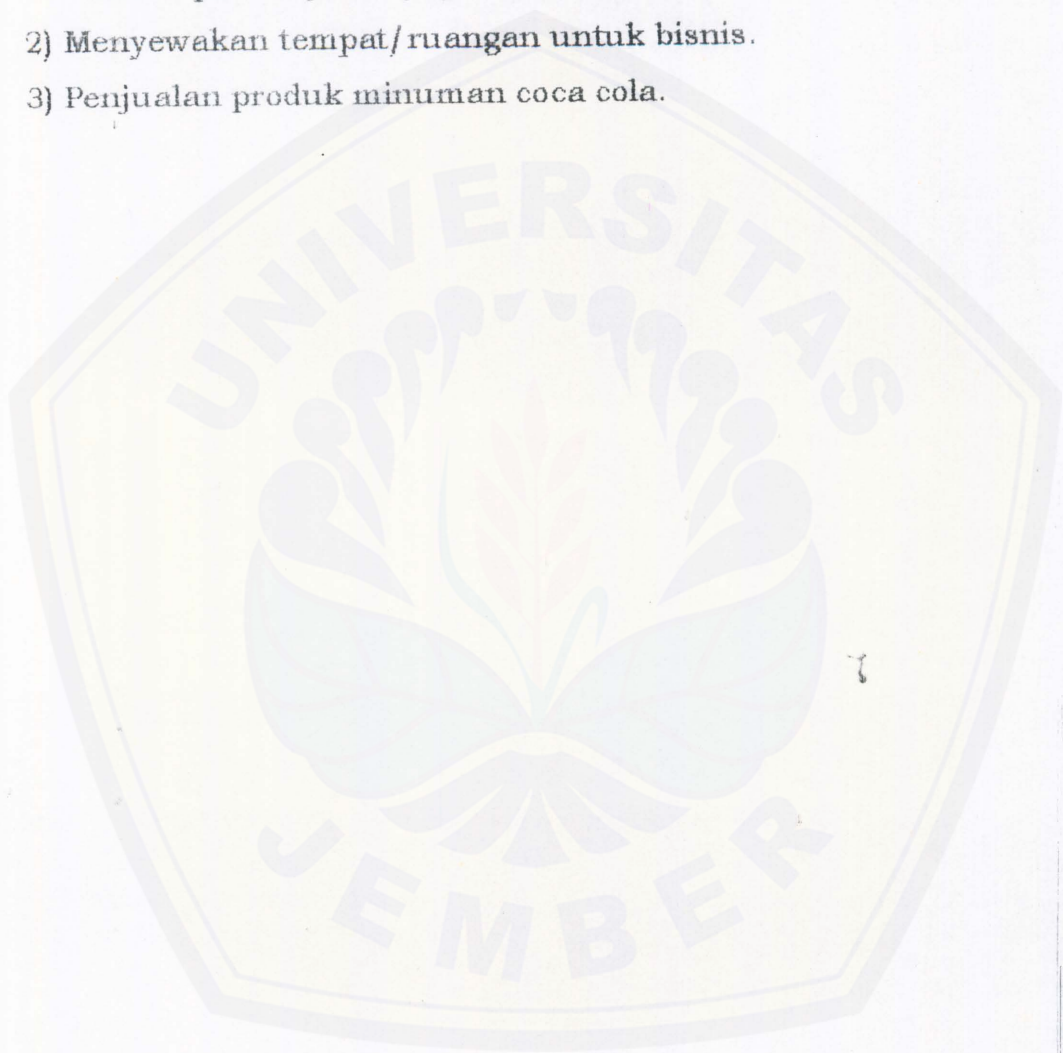 2) Menyewakan tempat/ruangan untuk bisnis.
3) Penjualan produk minuman coca cola.
UNIVERSITAS
JEMBER